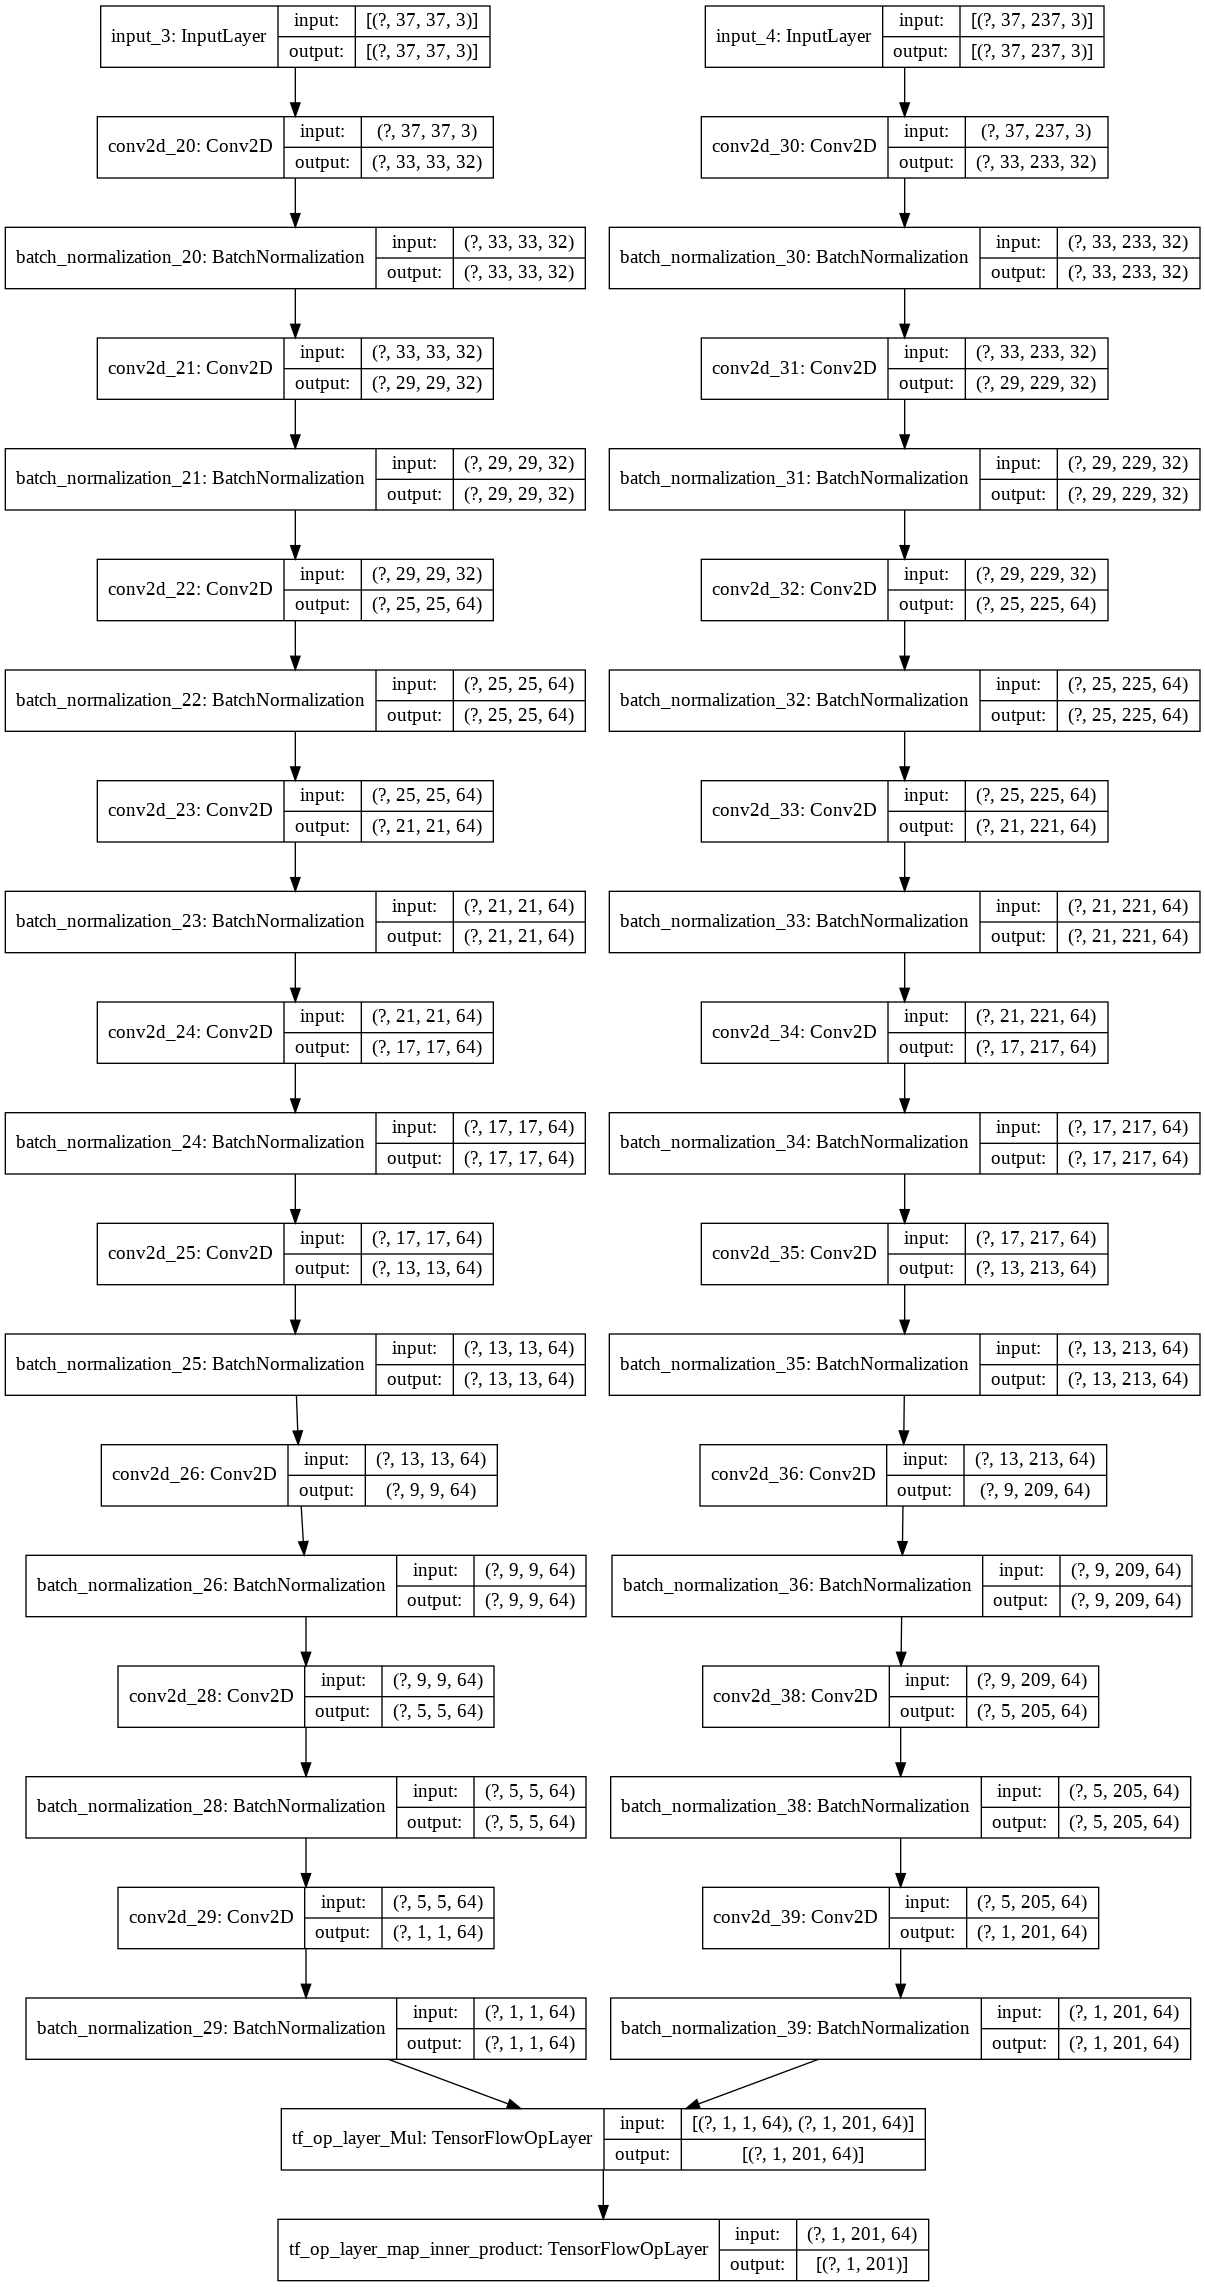 input_3: InputLayer
input: [(?, 37, 37, 3)]
output: [(?, 37, 37, 3)]
conv2d_20: Conv2D
input: (?, 37, 37, 3)
output: (?, 33, 33, 32)
batch_normalization_20: BatchNormalization
input: (?, 33, 33, 32)
output: (?, 33, 33, 32)
conv2d_21: Conv2D
input: (?, 33, 33, 32)
output: (?, 29, 29, 32)
batch_normalization_21: BatchNormalization
input: (?, 29, 29, 32)
output: (?, 29, 29, 32)
conv2d_22: Conv2D
input: (?, 29, 29, 32)
output: (?, 25, 25, 64)
batch_normalization_22: BatchNormalization
input: (?, 25, 25, 64)
output: (?, 25, 25, 64)
conv2d_23: Conv2D
input: (?, 25, 25, 64)
output: (?, 21, 21, 64)
batch_normalization_23: BatchNormalization
input: (?, 21, 21, 64)
output: (?, 21, 21, 64)
conv2d_24: Conv2D
input: (?, 21, 21, 64)
output: (?, 17, 17, 64)
batch_normalization_24: BatchNormalization
input: (?, 17, 17, 64)
output: (?, 17, 17, 64)
conv2d_25: Conv2D
input: (?, 17, 17, 64)
output: (?, 13, 13, 64)
batch_normalization_25: BatchNormalization
input: (?, 13, 13, 64)
output: (?, 13, 13, 64)
conv2d_26: Conv2D
input: (?, 13, 13, 64)
output: (?, 9, 9, 64)
batch_normalization_26: BatchNormalization
input: (?, 9, 9, 64)
output: (?, 9, 9, 64)
conv2d_28: Conv2D
input: (?, 9, 9, 64)
output: (?, 5, 5, 64)
batch_normalization_28: BatchNormalization
input: (?, 5, 5, 64)
output: (?, 5, 5, 64)
conv2d_29: Conv2D
input: (?, 5, 5, 64)
output: (?, 1, 1, 64)
batch_normalization_29: BatchNormalization
input: (?, 1, 1, 64)
output: (?, 1, 1, 64)
input_4: InputLayer
input: [(?, 37, 237, 3)]
output: [(?, 37, 237, 3)]
conv2d_30: Conv2D
input: (?, 37, 237, 3)
output: (?, 33, 233, 32)
batch_normalization_30: BatchNormalization
input: (?, 33, 233, 32)
output: (?, 33, 233, 32)
conv2d_31: Conv2D
input: (?, 33, 233, 32)
output: (?, 29, 229, 32)
batch_normalization_31: BatchNormalization
input: (?, 29, 229, 32)
output: (?, 29, 229, 32)
conv2d_32: Conv2D
input: (?, 29, 229, 32)
output: (?, 25, 225, 64)
batch_normalization_32: BatchNormalization
input: (?, 25, 225, 64)
output: (?, 25, 225, 64)
conv2d_33: Conv2D
input: (?, 25, 225, 64)
output: (?, 21, 221, 64)
batch_normalization_33: BatchNormalization
input: (?, 21, 221, 64)
output: (?, 21, 221, 64)
conv2d_34: Conv2D
input: (?, 21, 221, 64)
output: (?, 17, 217, 64)
batch_normalization_34: BatchNormalization
input: (?, 17, 217, 64)
output: (?, 17, 217, 64)
conv2d_35: Conv2D
input: (?, 17, 217, 64)
output: (?, 13, 213, 64)
batch_normalization_35: BatchNormalization
input: (?, 13, 213, 64)
output: (?, 13, 213, 64)
conv2d_36: Conv2D
input: (?, 13, 213, 64)
output: (?, 9, 209, 64)
batch_normalization_36: BatchNormalization
input: (?, 9, 209, 64)
output: (?, 9, 209, 64)
conv2d_38: Conv2D
input: (?, 9, 209, 64)
output: (?, 5, 205, 64)
batch_normalization_38: BatchNormalization
input: (?, 5, 205, 64)
output: (?, 5, 205, 64)
conv2d_39: Conv2D
input: (?, 5, 205, 64)
output: (?, 1, 201, 64)
batch_normalization_39: BatchNormalization
input: (?, 1, 201, 64)
output: (?, 1, 201, 64)
tf_op_layer_Mul: TensorFlowOpLayer
input: [(?, 1, 1, 64), (?, 1, 201, 64)]
output: [(?, 1, 201, 64)]
tf_op_layer_map_inner_product: TensorFlowOpLayer
input: (?, 1, 201, 64)
output: [(?, 1, 201)]